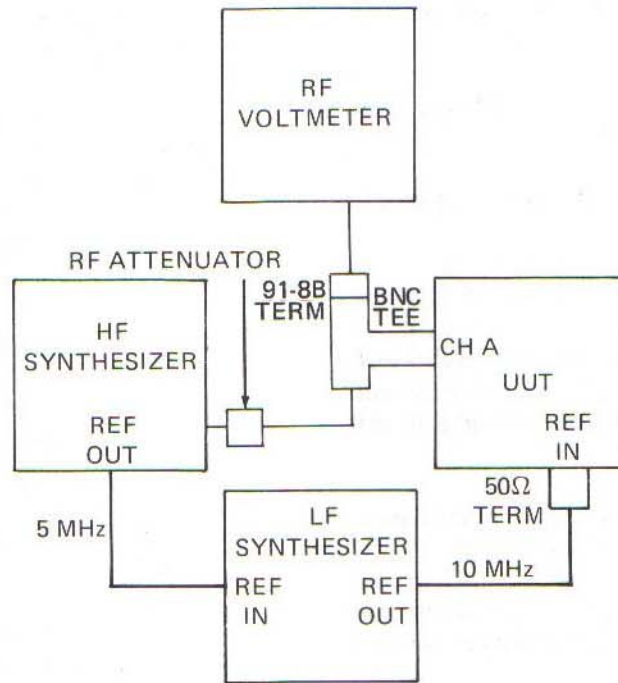 RF
VOLTMETER
RF ATTENUATOR
91-8B
TERM
BNC
TEE
HF
SYNTHESIZER
REF
OUT
CH A
UUT
REF
IN
50Ω
TERM
5 MHz
LF
SYNTHESIZER
REF
IN
REF
OUT
10 MHz